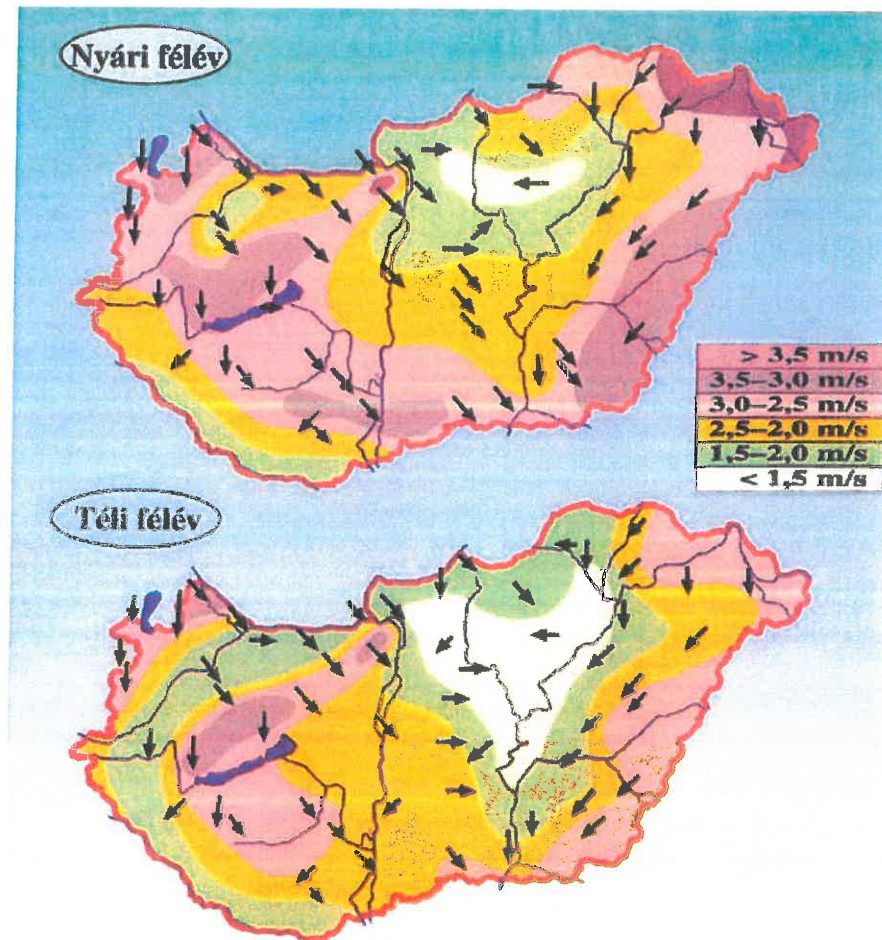 Nyári félév
> 3,5 m/s
3,5–3,0 m/s
3,0–2,5 m/s
2,5–2,0 m/s
1,5–2,0 m/s
< 1,5 m/s
Téli félév